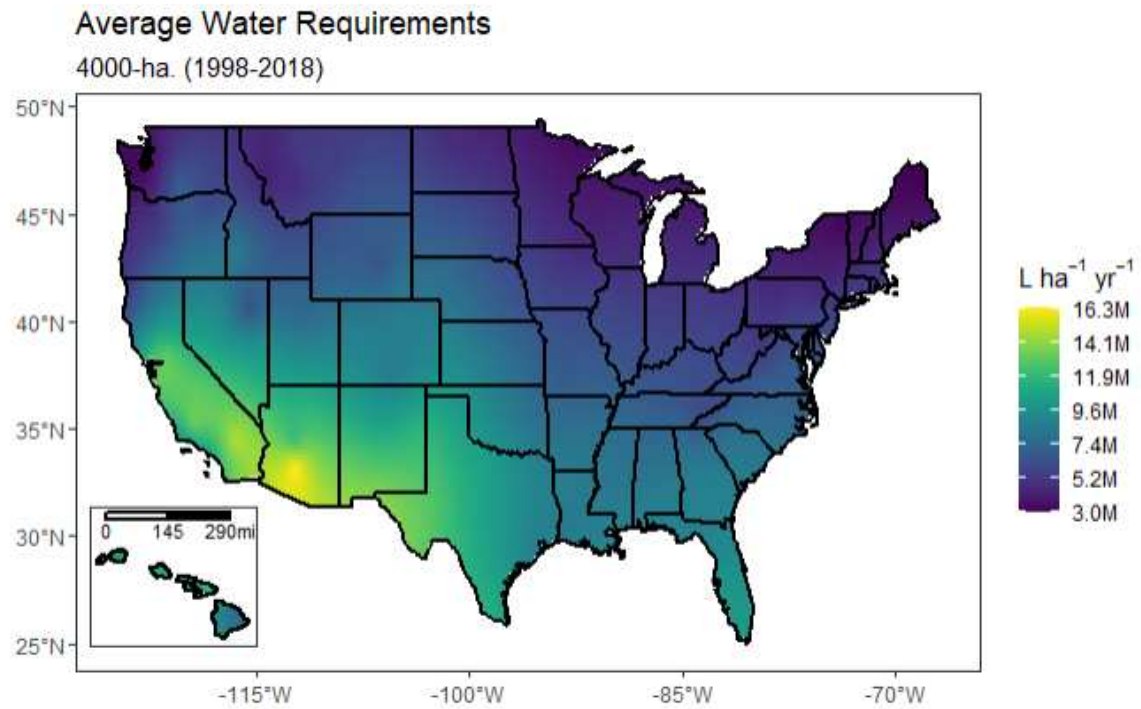 Average Water Requirements
4000-ha. (1998-2018)
50°N
45°N
40°N
35°N
30°N
25°N
0 145 290mi
-115°W -100°W -85°W -70°W
L ha⁻¹ yr⁻¹
16.3M
14.1M
11.9M
9.6M
7.4M
5.2M
3.0M